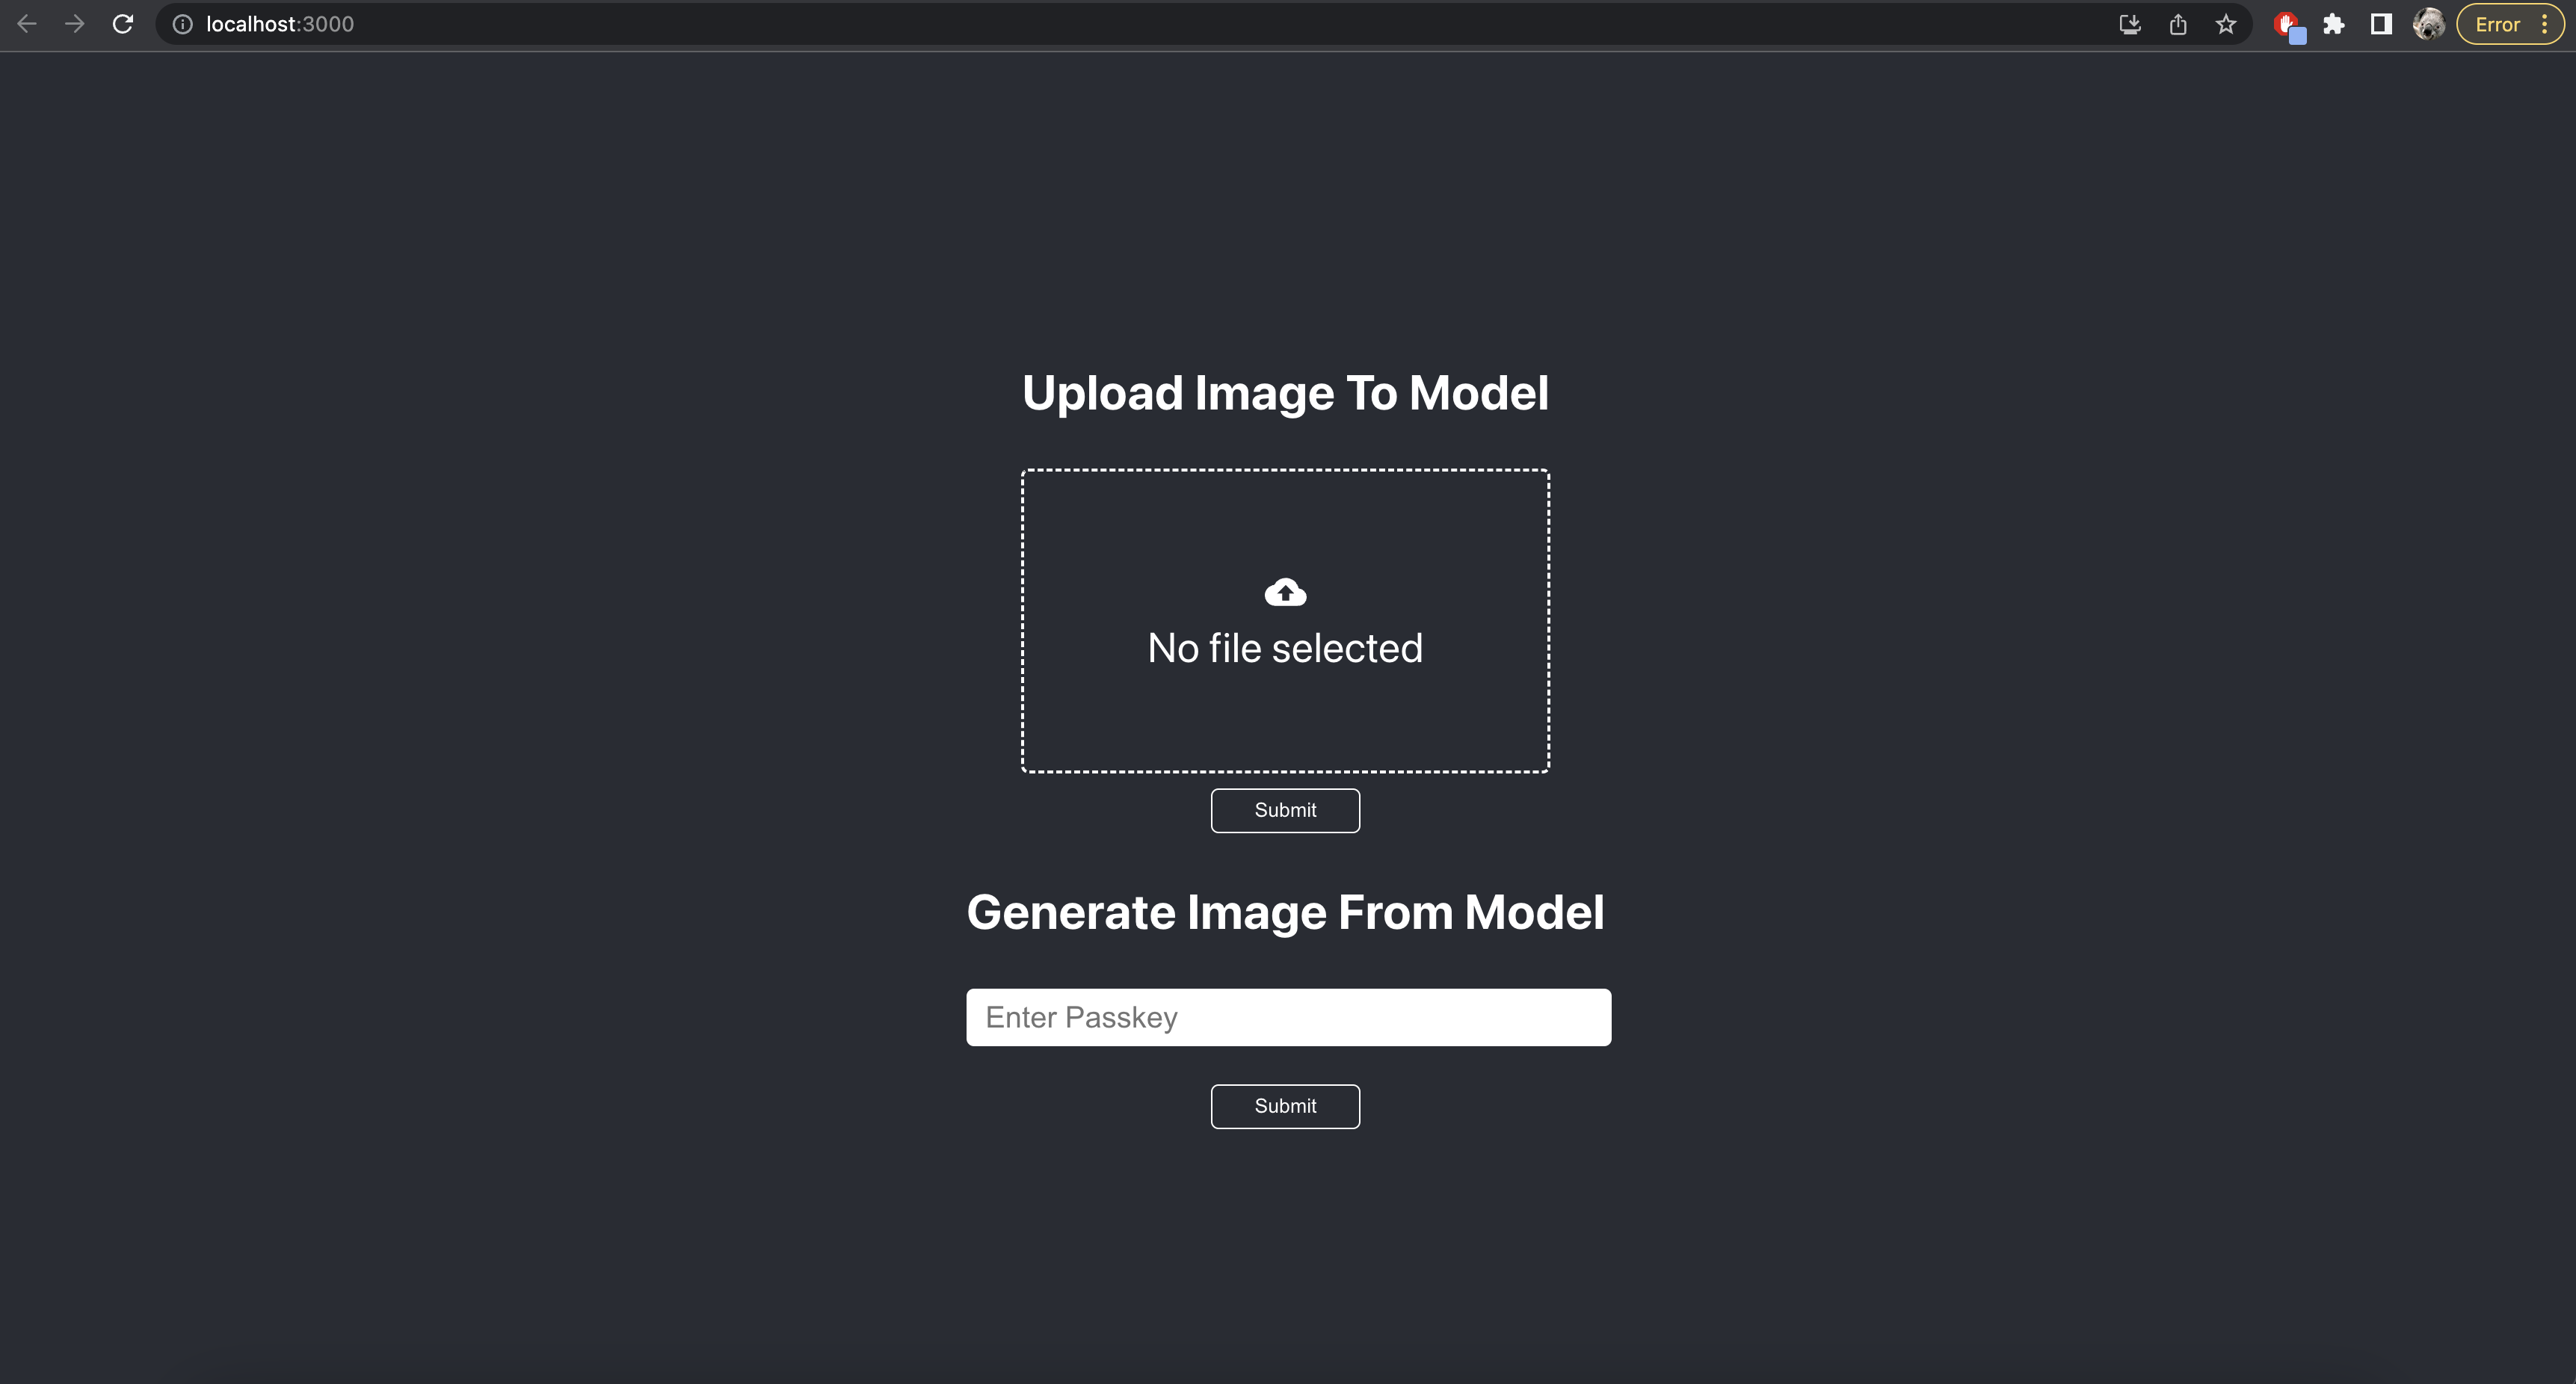 localhost:3000
Error
Upload Image To Model
No file selected
Submit
Generate Image From Model
Enter Passkey
Submit